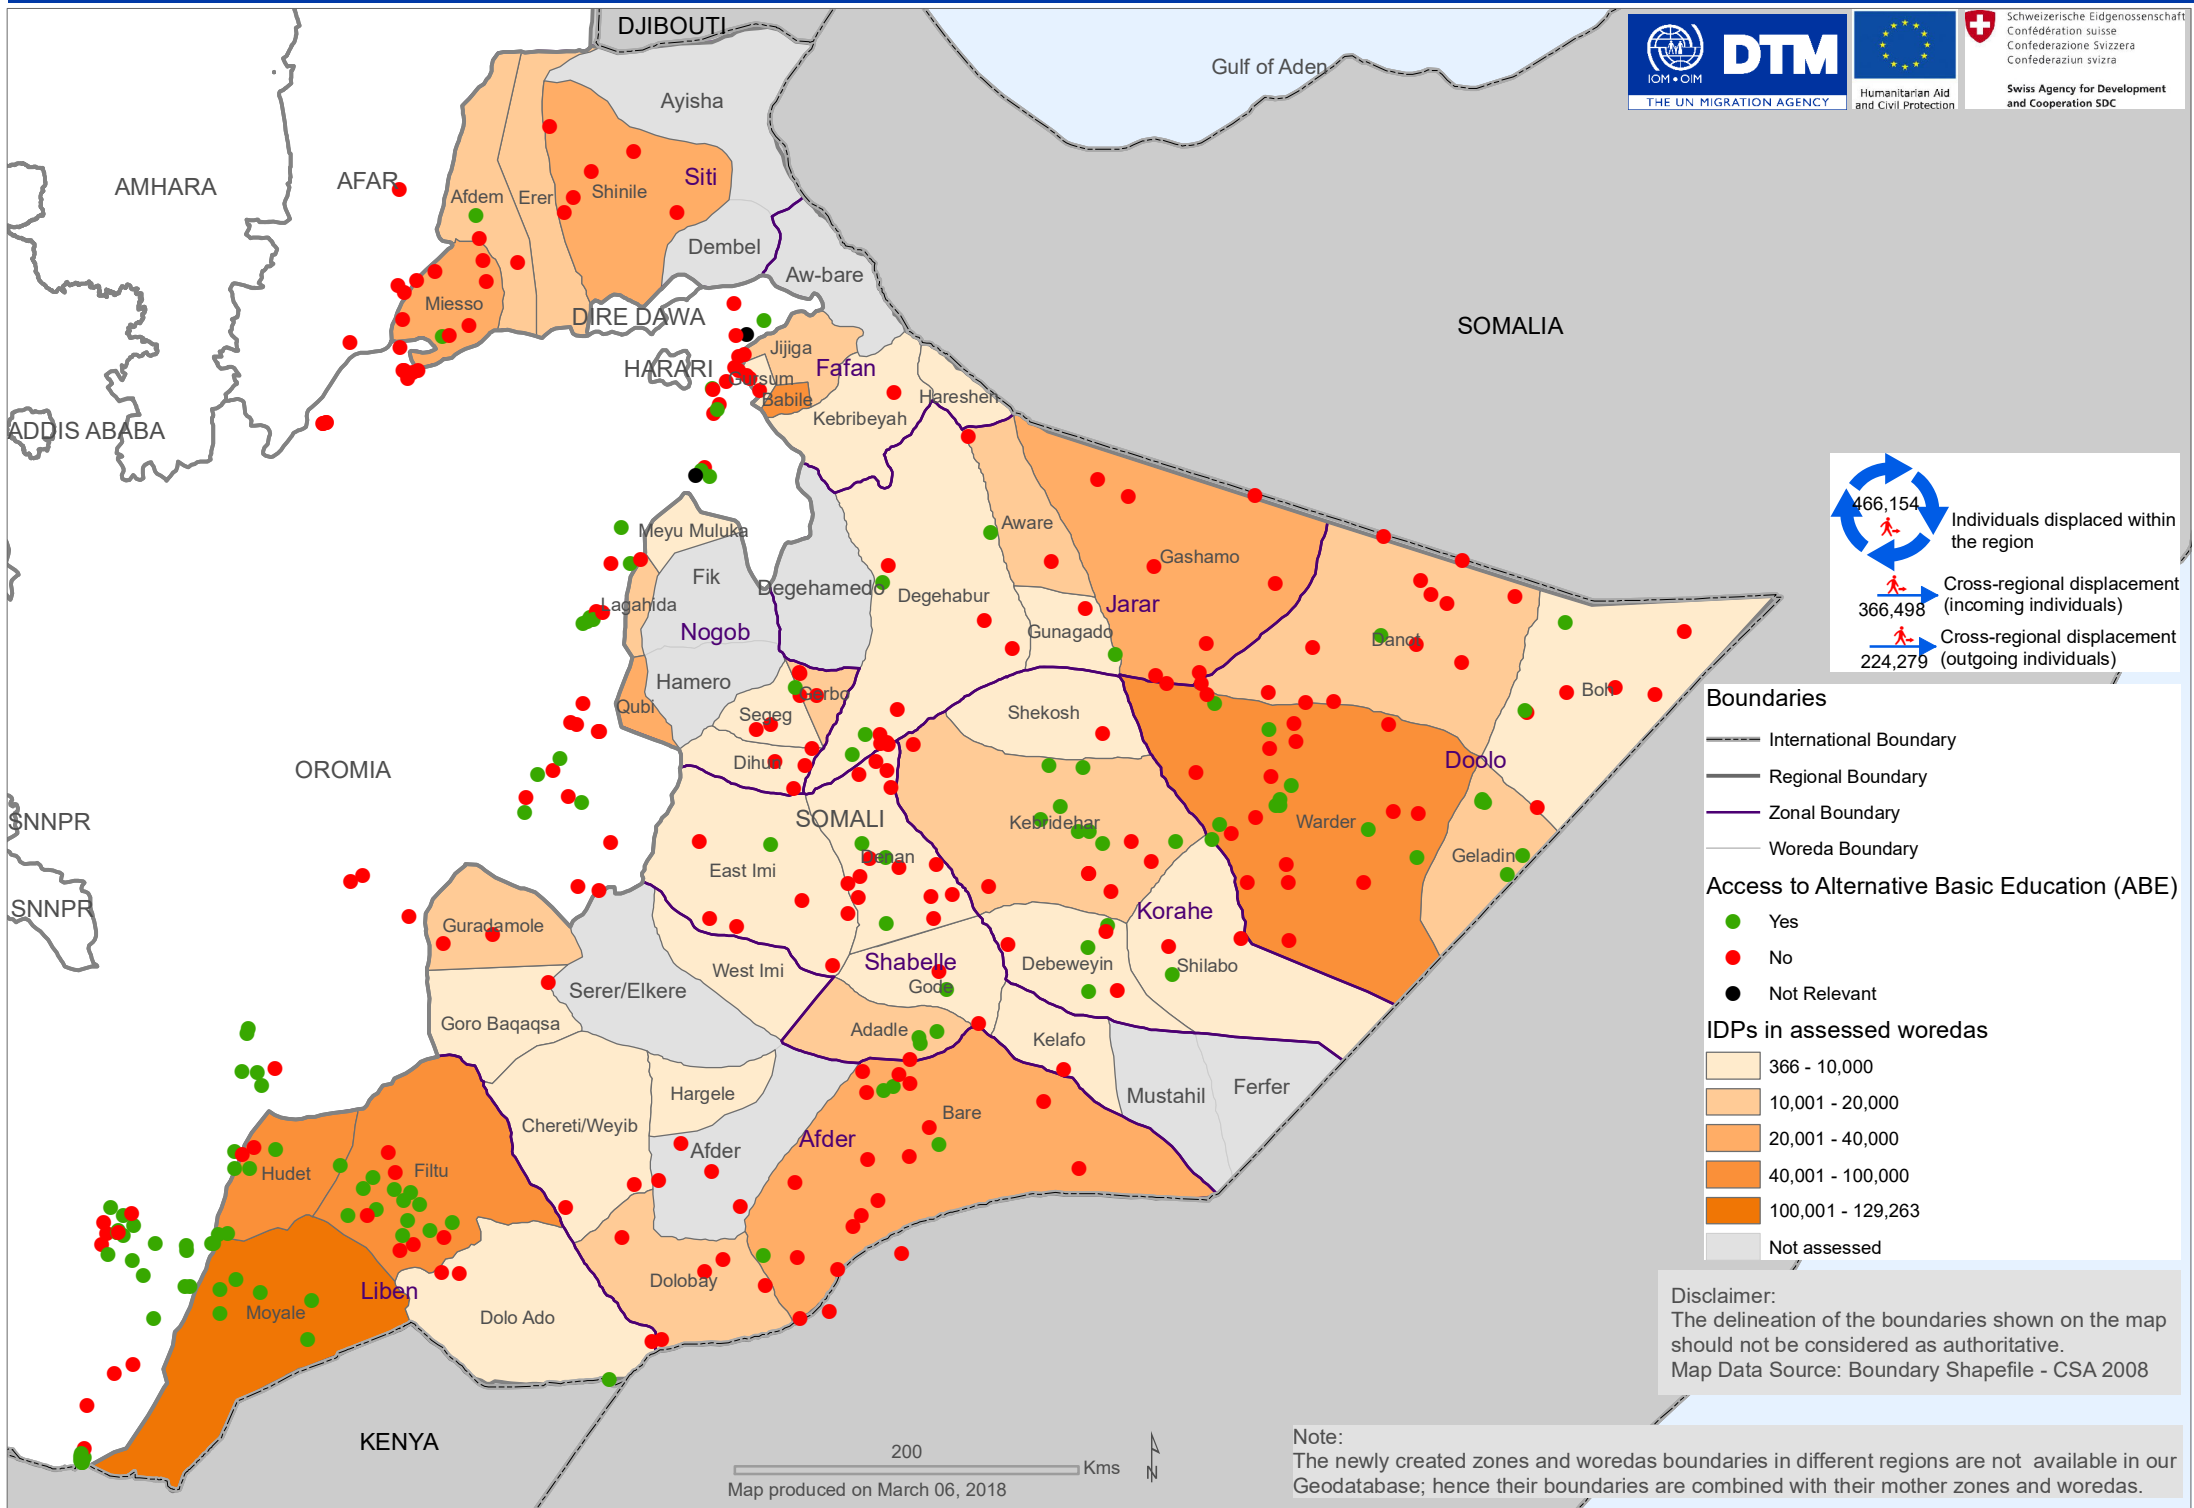 DJIBOUTI
Gulf of Aden
IOM • OIM
DTM
THE UN MIGRATION AGENCY
Humanitarian Aid
and Civil Protection
Schweizerische Eidgenossenschaft
Confédération suisse
Confederazione Svizzera
Confederaziun svizra
Swiss Agency for Development
and Cooperation SDC
AMHARA
AFAR
Ayisha
Siti
Afdem
Erer
Shinile
Dembel
Aw-bare
Miesso
DIRE DAWA
SOMALIA
HARARI
Jijiga
Fafan
Gursum
Babile
Hareshen
Kebribeyah
ADDIS ABABA
466,154
Individuals displaced within
the region
Cross-regional displacement
(incoming individuals)
366,498
Cross-regional displacement
(outgoing individuals)
224,279
Meyu Muluka
Aware
Gashamo
Fik
Degehamedo
Degehabur
Lagahida
Jarar
Nogob
Gunagado
Danot
Hamero
Gerbo
Boh
Qubi
Segeg
Shekosh
Dihun
Doolo
OROMIA
SOMALI
Kebridehar
Warder
SNNPR
Denan
East Imi
Geladin
SNNPR
Guradamole
Korahe
West Imi
Shabelle
Debeweyin
Shilabo
Serer/Elkere
Gode
Goro Baqaqsa
Adadle
Kelafo
Hargele
Mustahil
Ferfer
Chereti/Weyib
Bare
Afder
Afder
Hudet
Filtu
Liben
Moyale
Dolobay
Dolo Ado
KENYA
Boundaries
International Boundary
Regional Boundary
Zonal Boundary
Woreda Boundary
Access to Alternative Basic Education (ABE)
Yes
No
Not Relevant
IDPs in assessed woredas
366 - 10,000
10,001 - 20,000
20,001 - 40,000
40,001 - 100,000
100,001 - 129,263
Not assessed
Disclaimer:
The delineation of the boundaries shown on the map
should not be considered as authoritative.
Map Data Source: Boundary Shapefile - CSA 2008
200
Kms
N
Map produced on March 06, 2018
Note:
The newly created zones and woredas boundaries in different regions are not available in our
Geodatabase; hence their boundaries are combined with their mother zones and woredas.